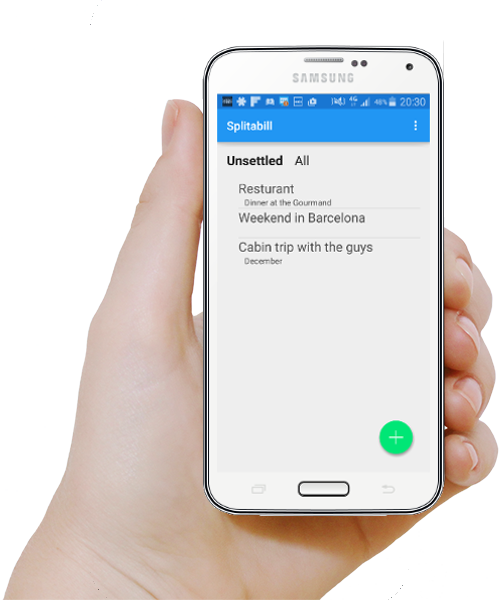 SAMSUNG
4G 46% 20:30
Splitabill
Unsettled All
Resturant
Dinner at the Gourmand
Weekend in Barcelona
Cabin trip with the guys
December